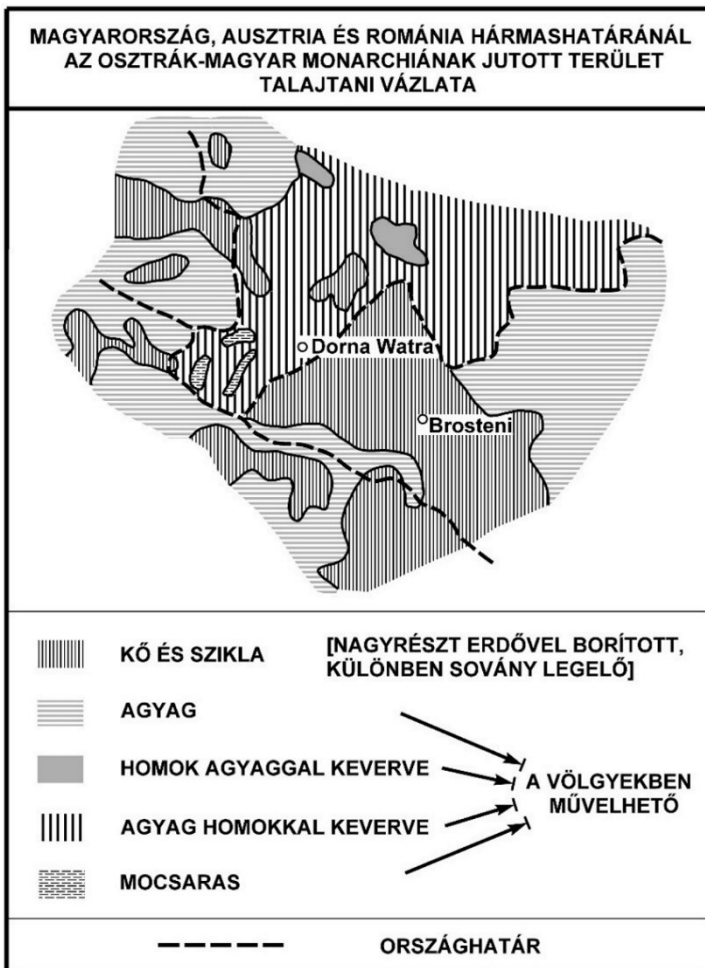 MAGYARORSZÁG, AUSZTRIA ÉS ROMÁNIA HÁRMASHATÁRÁNÁL
AZ OSZTRÁK-MAGYAR MONARCHIÁNAK JUTOTT TERÜLET
TALAJTANI VÁZLATA
Dorna Watra
Brosteni
KŐ ÉS SZIKLA
[NAGYRÉSZT ERDŐVEL BORÍTOTT,
KÜLÖNBEN SOVÁNY LEGELŐ]
AGYAG
HOMOK AGYAGGAL KEVERVE
AGYAG HOMOKKAL KEVERVE
MOCSARAS
A VÖLGYEKBEN
MŰVELHETŐ
ORSZÁGHATÁR